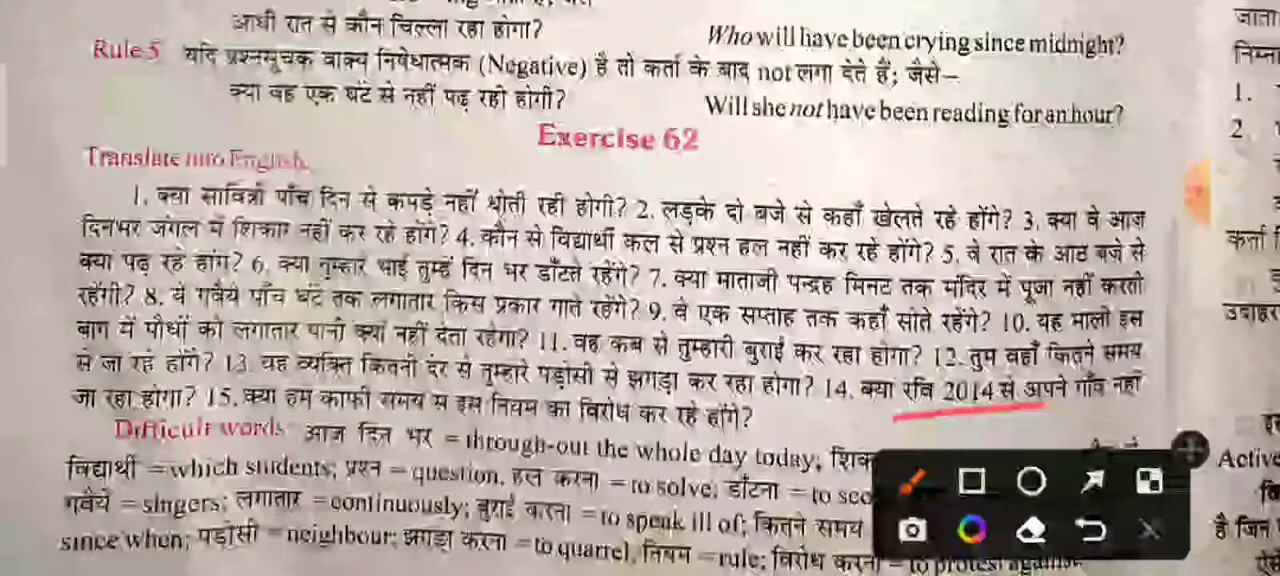 आधी रात से कौन चिल्ला रहा होगा? Who will have been crying since midnight?
Rule 5 यदि प्रश्नसूचक वाक्य निषेधात्मक (Negative) है तो कर्ता के बाद not लगा देते हैं; जैसे–
क्या वह एक घंटे से नहीं पढ़ रही होगी? Will she not have been reading for an hour?
Exercise 62
Translate into English.
1. क्या सावित्री पाँच दिन से कपड़े नहीं धोती रही होगी? 2. लड़के दो बजे से कहाँ खेलते रहे होंगे? 3. क्या वे आज
दिनभर जंगल में शिकार नहीं कर रहे होंगे? 4. कौन से विद्यार्थी कल से प्रश्न हल नहीं कर रहे होंगे? 5. वे रात के आठ बजे से
क्या पढ़ रहे होंगे? 6. क्या तुम्हारे भाई तुम्हें दिन भर डाँटते रहेंगे? 7. क्या माताजी पन्द्रह मिनट तक मंदिर में पूजा नहीं करती
रहेंगी? 8. ये गवैये पाँच घंटे तक लगातार किस प्रकार गाते रहेंगे? 9. वे एक सप्ताह तक कहाँ सोते रहेंगे? 10. यह माली इस
बाग में पौधों को लगातार पानी क्यों नहीं देता रहेगा? 11. वह कब से तुम्हारी बुराई कर रहा होगा? 12. तुम वहाँ कितने समय
से जा रहे होंगे? 13. यह व्यक्ति कितनी देर से तुम्हारे पड़ोसी से झगड़ा कर रहा होगा? 14. क्या रवि 2014 से अपने गाँव नहीं
जा रहा होगा? 15. क्या हम काफी समय से इस नियम का विरोध कर रहे होंगे?
Difficult words आज दिन भर = through-out the whole day today; शिक
विद्यार्थी = which students; प्रश्न = question, हल करना = to solve; डाँटना = to sco
गवैये = singers; लगातार = continuously; बुराई करना = to speak ill of; कितने समय
since when; पड़ोसी = neighbour; झगड़ा करना = to quarrel, नियम = rule; विरोध करना = to protest against
जाता
निम्न
1.
2.
कर्ता
उदाहर
Active
है जिन